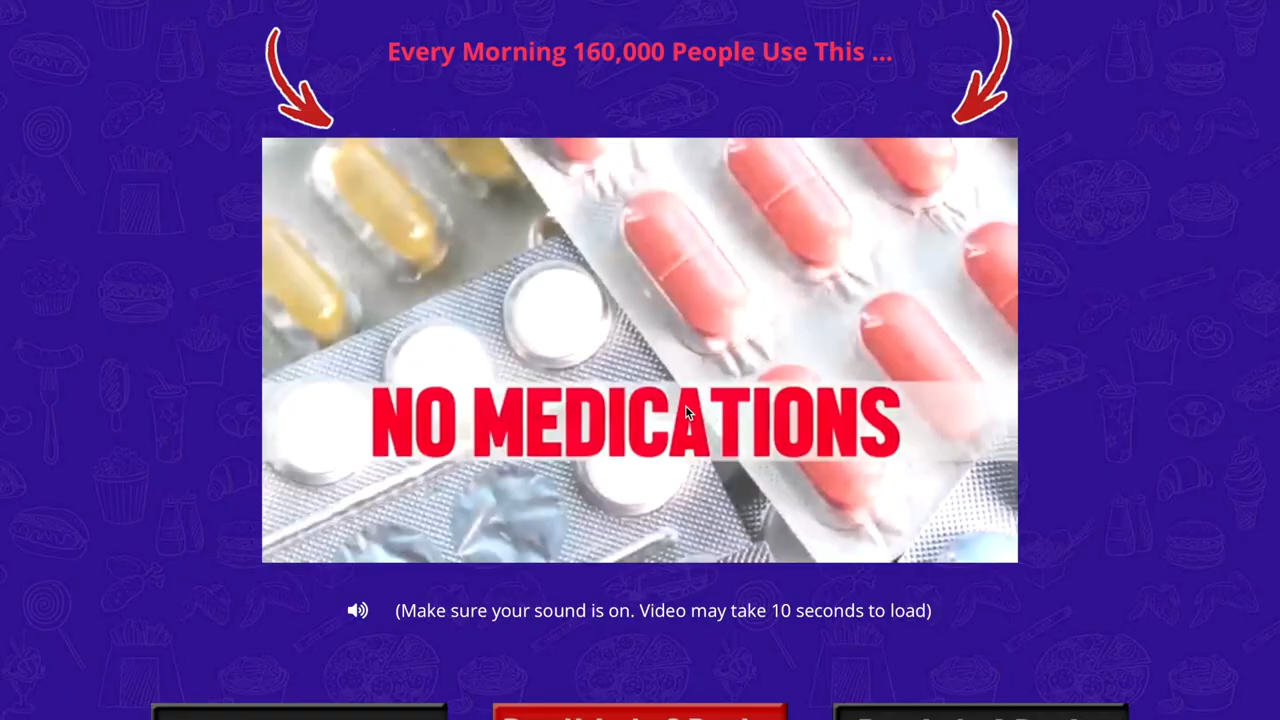 Every Morning 160,000 People Use This ...
NO MEDICATIONS
(Make sure your sound is on. Video may take 10 seconds to load)